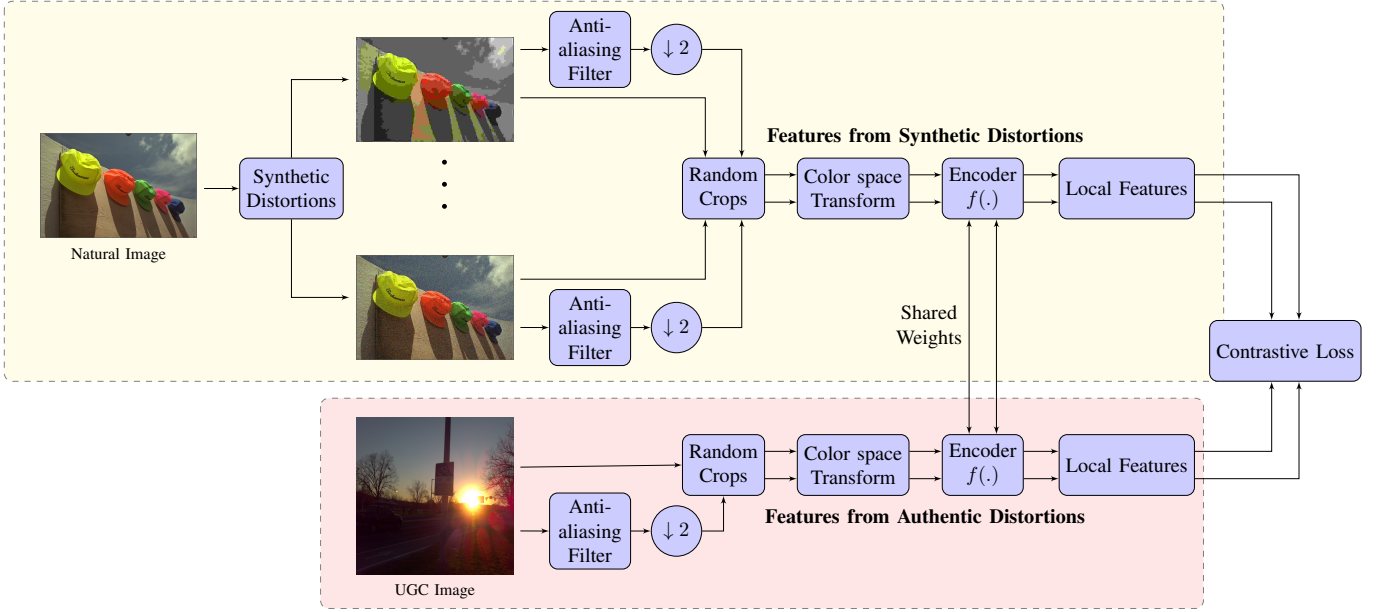 Anti-
aliasing
Filter
↓ 2
Features from Synthetic Distortions
Natural Image
Synthetic
Distortions
Random
Crops
Color space
Transform
Encoder
f(.)
Local Features
Anti-
aliasing
Filter
↓ 2
Shared
Weights
Contrastive Loss
UGC Image
Anti-
aliasing
Filter
↓ 2
Random
Crops
Color space
Transform
Encoder
f(.)
Local Features
Features from Authentic Distortions